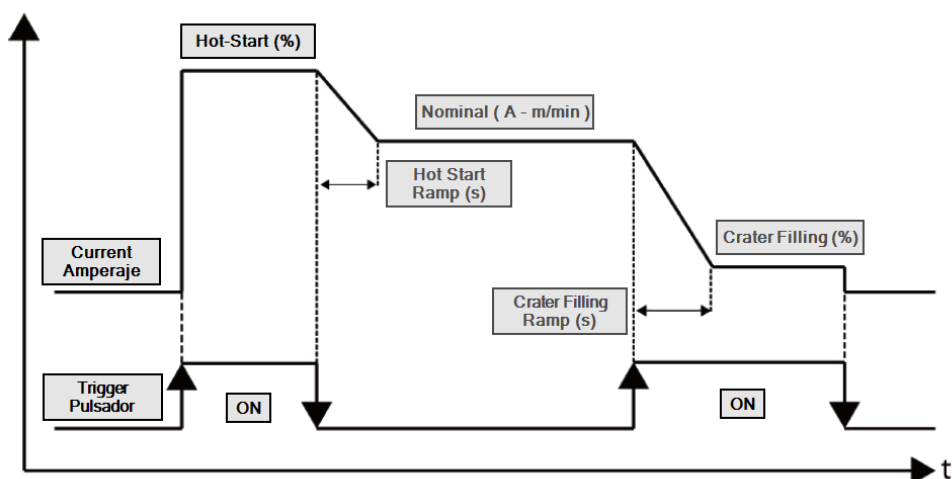 Hot-Start (%)
Nominal ( A - m/min )
Hot Start
Ramp (s)
Current
Amperaje
Crater Filling (%)
Crater Filling
Ramp (s)
Trigger
Pulsador
ON
ON
t